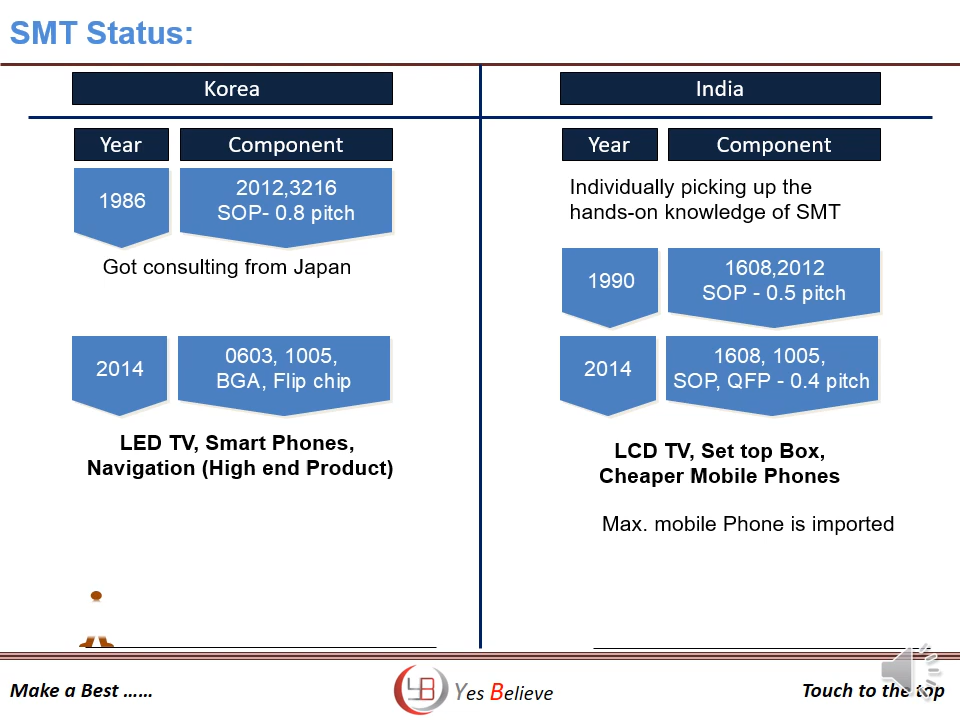 SMT Status:
Korea
Year
Component
1986
2012,3216
SOP- 0.8 pitch
Got consulting from Japan
2014
0603, 1005,
BGA, Flip chip
LED TV, Smart Phones,
Navigation (High end Product)
India
Year
Component
Individually picking up the
hands-on knowledge of SMT
1990
1608,2012
SOP - 0.5 pitch
2014
1608, 1005,
SOP, QFP - 0.4 pitch
LCD TV, Set top Box,
Cheaper Mobile Phones
Max. mobile Phone is imported
Make a Best ……
YB
Yes Believe
Touch to the top